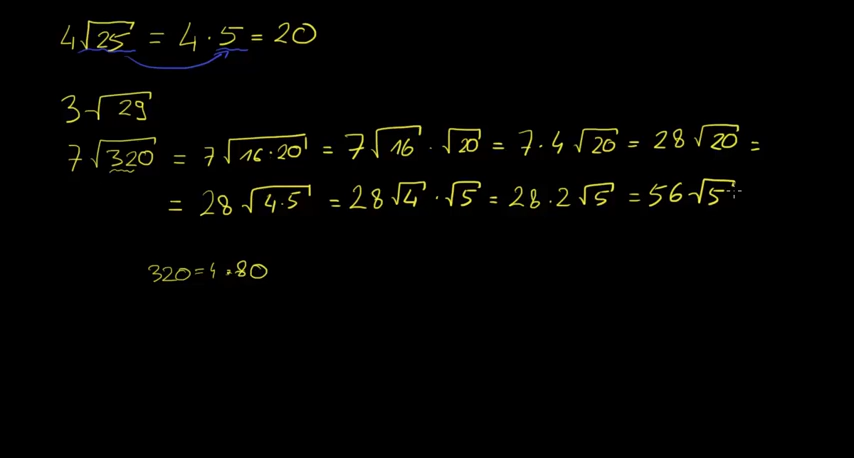 4√25 = 4 · 5 = 20
3√29
7√320 = 7√16·20 = 7√16 · √20 = 7·4√20 = 28√20 =
= 28√4·5 = 28√4 · √5 = 28·2√5 = 56√5
320=4·80